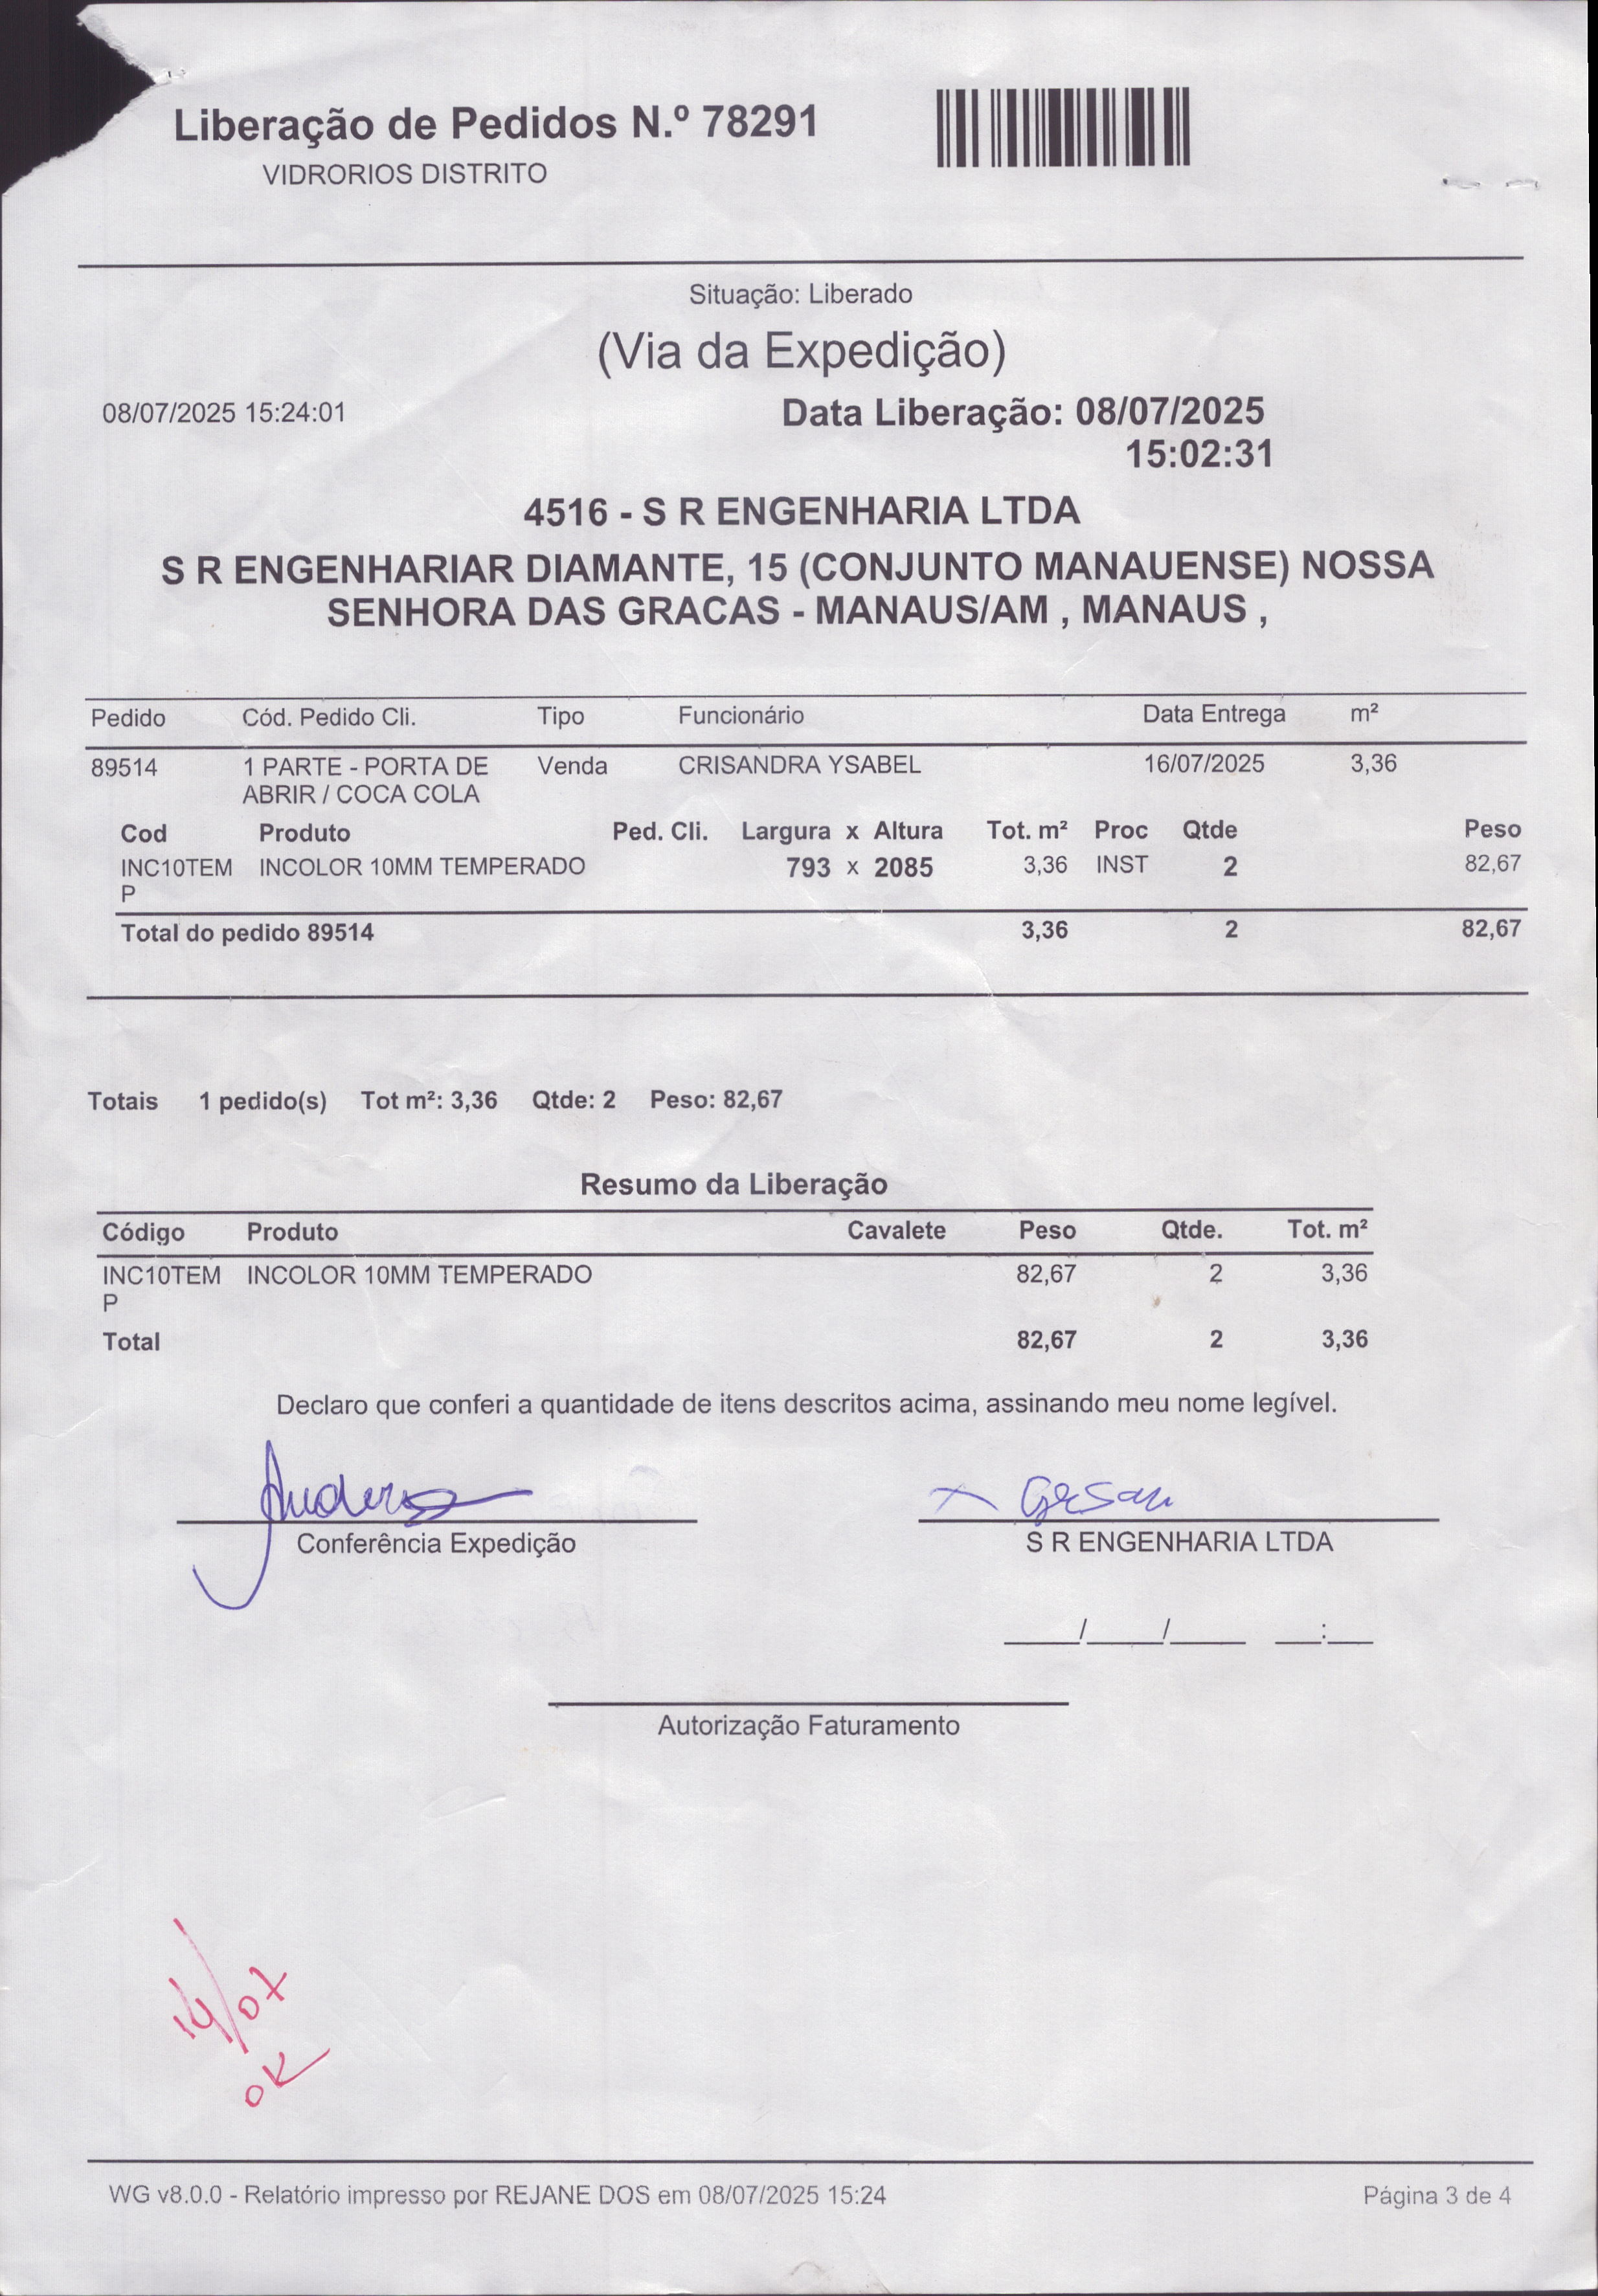 Liberação de Pedidos N.º 78291
VIDRORIOS DISTRITO
Situação: Liberado
(Via da Expedição)
08/07/2025 15:24:01
Data Liberação: 08/07/2025
15:02:31
4516 - S R ENGENHARIA LTDA
S R ENGENHARIAR DIAMANTE, 15 (CONJUNTO MANAUENSE) NOSSA
SENHORA DAS GRACAS - MANAUS/AM , MANAUS ,
Pedido Cód. Pedido Cli. Tipo Funcionário Data Entrega m²
89514 1 PARTE - PORTA DE Venda CRISANDRA YSABEL 16/07/2025 3,36
ABRIR / COCA COLA
Cod Produto Ped. Cli. Largura x Altura Tot. m² Proc Qtde Peso
INC10TEM INCOLOR 10MM TEMPERADO 793 x 2085 3,36 INST 2 82,67
P
Total do pedido 89514 3,36 2 82,67
Totais 1 pedido(s) Tot m²: 3,36 Qtde: 2 Peso: 82,67
Resumo da Liberação
Código Produto Cavalete Peso Qtde. Tot. m²
INC10TEM INCOLOR 10MM TEMPERADO 82,67 2 3,36
P
Total 82,67 2 3,36
Declaro que conferi a quantidade de itens descritos acima, assinando meu nome legível.
Conferência Expedição
S R ENGENHARIA LTDA
____/____/____ ___:___
Autorização Faturamento
14/07
OK
WG v8.0.0 - Relatório impresso por REJANE DOS em 08/07/2025 15:24
Página 3 de 4